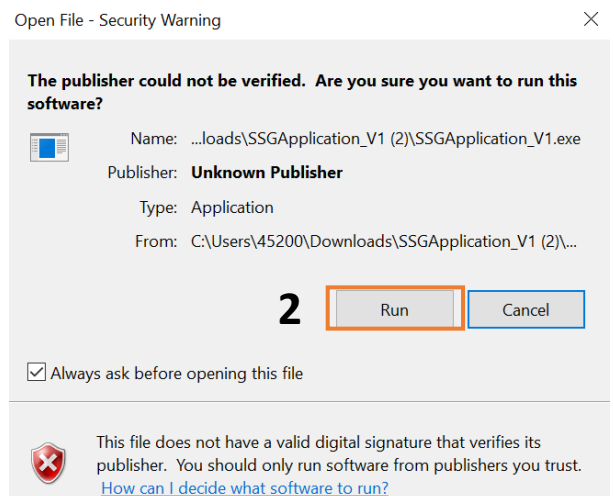 Open File - Security Warning
The publisher could not be verified.  Are you sure you want to run this
software?
Name: ...loads\SSGApplication_V1 (2)\SSGApplication_V1.exe
Publisher: Unknown Publisher
Type: Application
From: C:\Users\45200\Downloads\SSGApplication_V1 (2)\...
2 Run Cancel
Always ask before opening this file
This file does not have a valid digital signature that verifies its
publisher.  You should only run software from publishers you trust.
How can I decide what software to run?